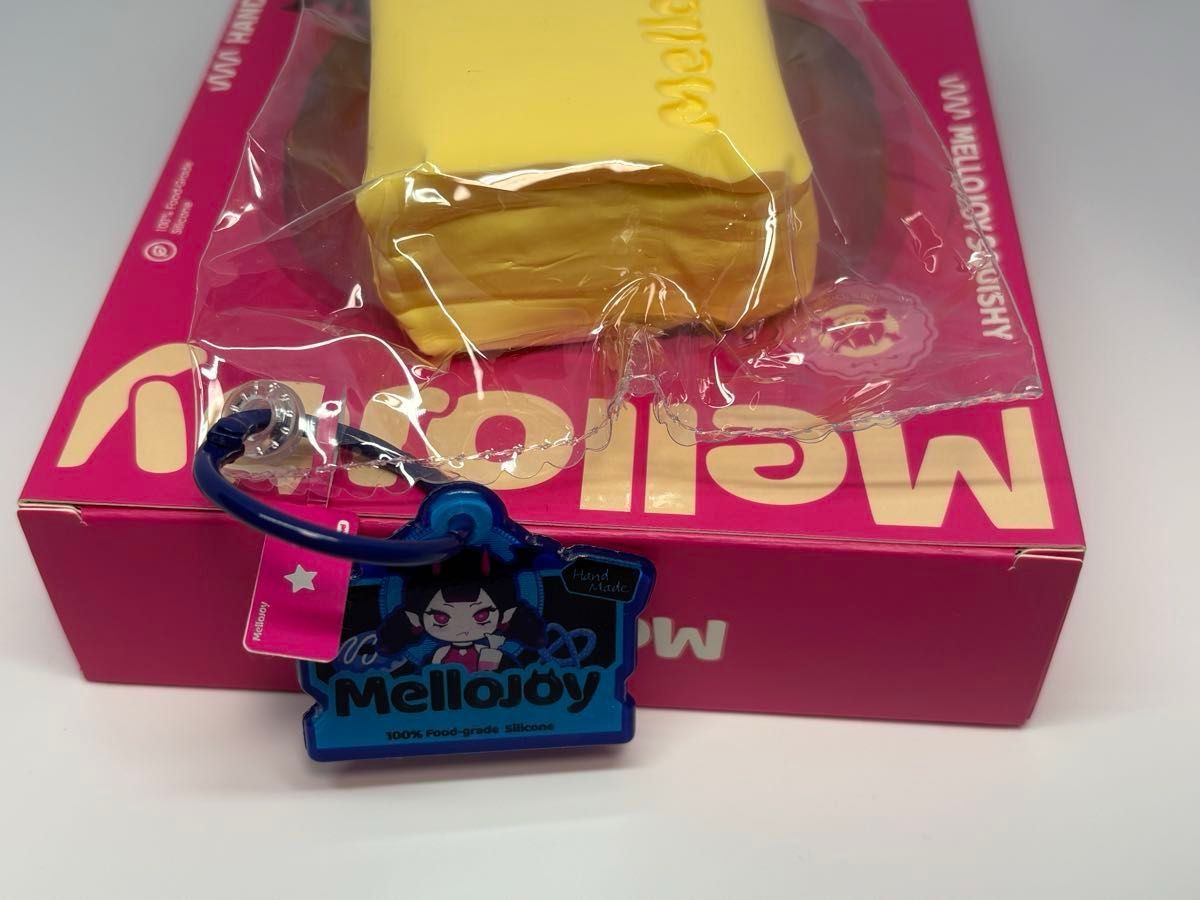 HAND
100% Food-Grade
Silicone
Mellojoy
MELLOJOY SQUISHY
Mellojoy
Mellojoy
Hand
Made
Mellojoy
100% Food-grade Silicone
Me